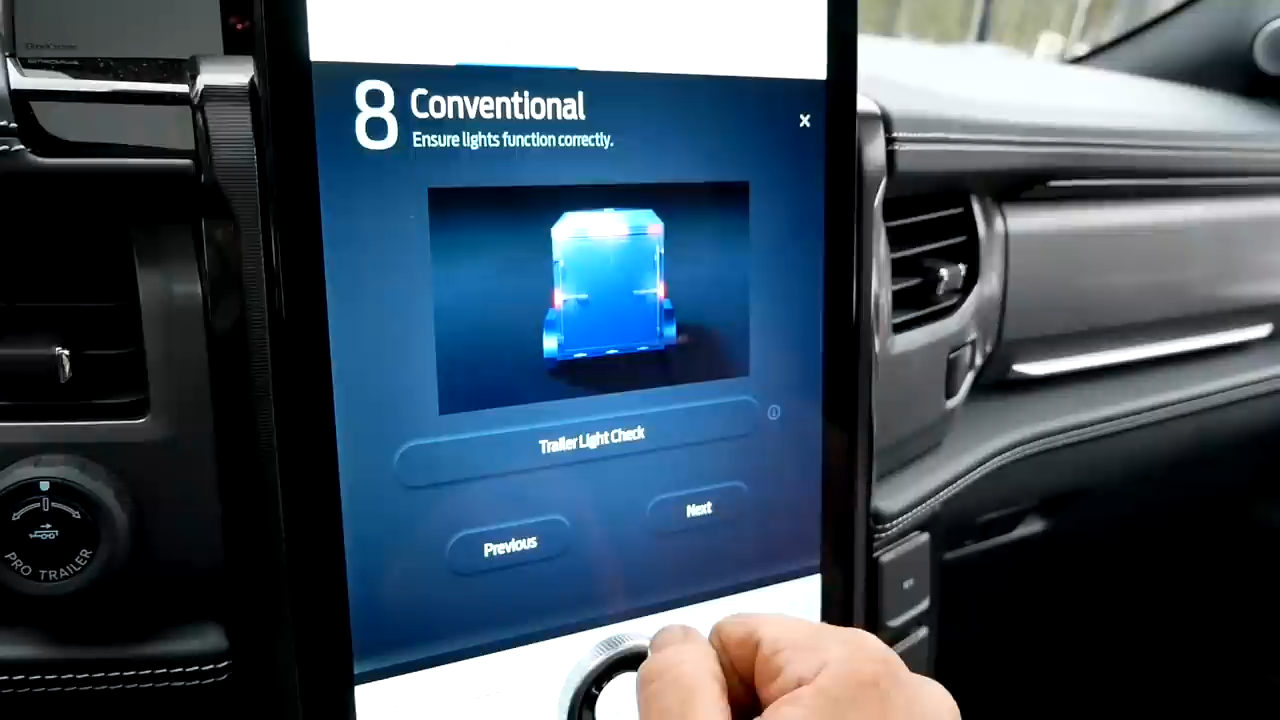 8
Conventional
Ensure lights function correctly.
Trailer Light Check
Previous
Next
PRO TRAILER